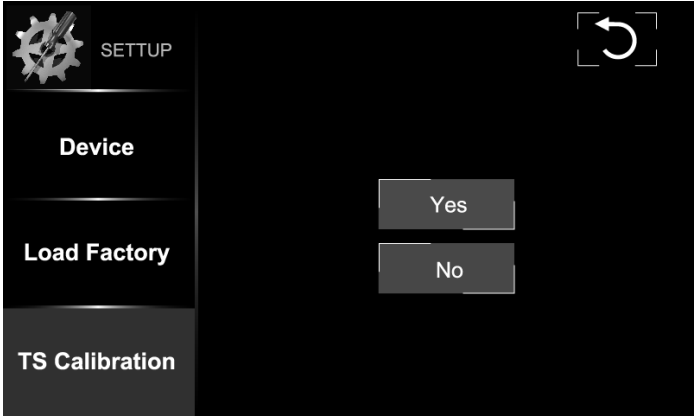 SETTUP
Device
Load Factory
TS Calibration
Yes
No